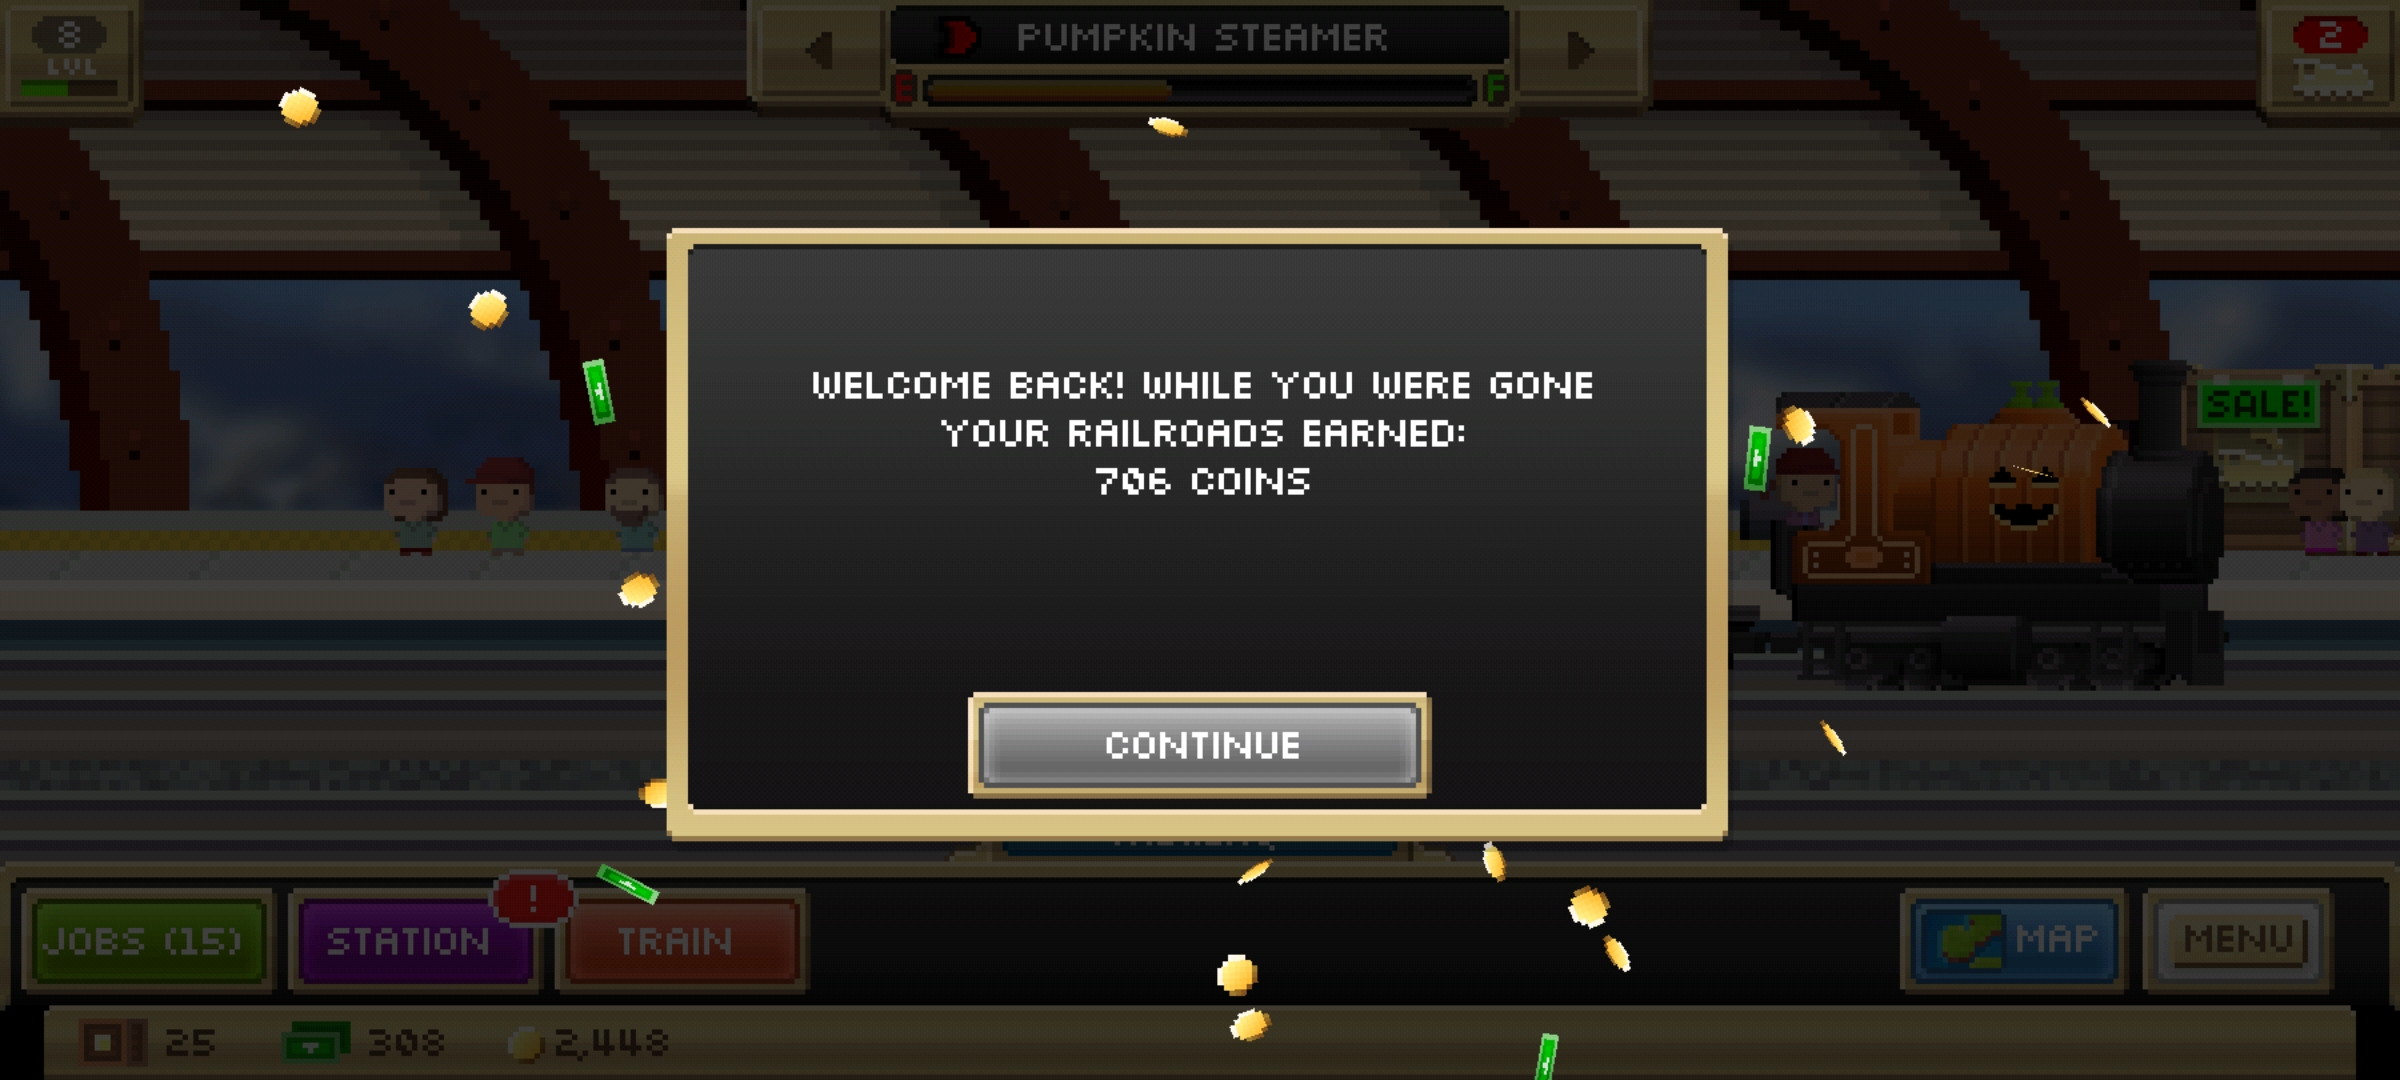 8
LVL
PUMPKIN STEAMER
E F
2
SALE!
WELCOME BACK! WHILE YOU WERE GONE
YOUR RAILROADS EARNED:
706 COINS
CONTINUE
JOBS (15)
STATION
!
TRAIN
MAP
MENU
25 308 2,448